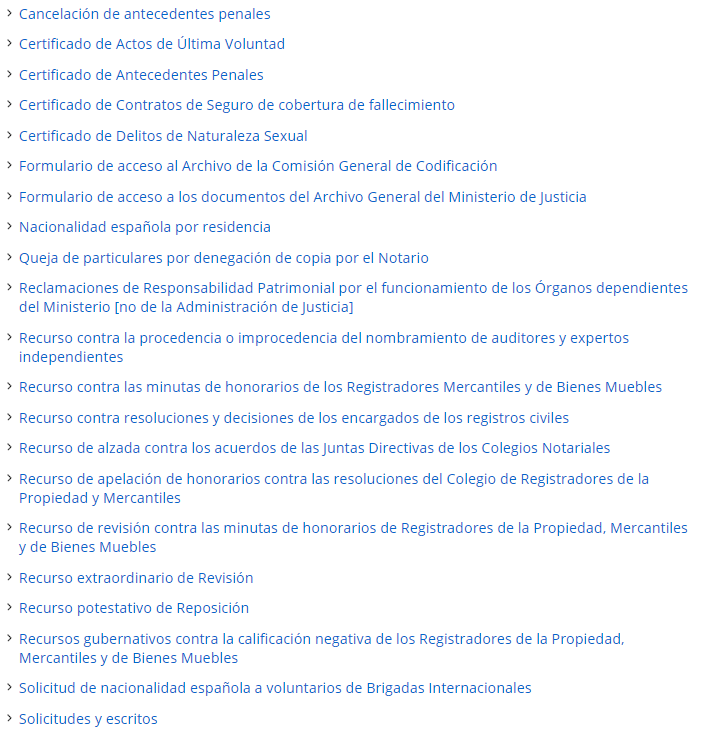 Cancelación de antecedentes penales
Certificado de Actos de Última Voluntad
Certificado de Antecedentes Penales
Certificado de Contratos de Seguro de cobertura de fallecimiento
Certificado de Delitos de Naturaleza Sexual
Formulario de acceso al Archivo de la Comisión General de Codificación
Formulario de acceso a los documentos del Archivo General del Ministerio de Justicia
Nacionalidad española por residencia
Queja de particulares por denegación de copia por el Notario
Reclamaciones de Responsabilidad Patrimonial por el funcionamiento de los Órganos dependientes
del Ministerio [no de la Administración de Justicia]
Recurso contra la procedencia o improcedencia del nombramiento de auditores y expertos
independientes
Recurso contra las minutas de honorarios de los Registradores Mercantiles y de Bienes Muebles
Recurso contra resoluciones y decisiones de los encargados de los registros civiles
Recurso de alzada contra los acuerdos de las Juntas Directivas de los Colegios Notariales
Recurso de apelación de honorarios contra las resoluciones del Colegio de Registradores de la
Propiedad y Mercantiles
Recurso de revisión contra las minutas de honorarios de Registradores de la Propiedad, Mercantiles
y de Bienes Muebles
Recurso extraordinario de Revisión
Recurso potestativo de Reposición
Recursos gubernativos contra la calificación negativa de los Registradores de la Propiedad,
Mercantiles y de Bienes Muebles
Solicitud de nacionalidad española a voluntarios de Brigadas Internacionales
Solicitudes y escritos